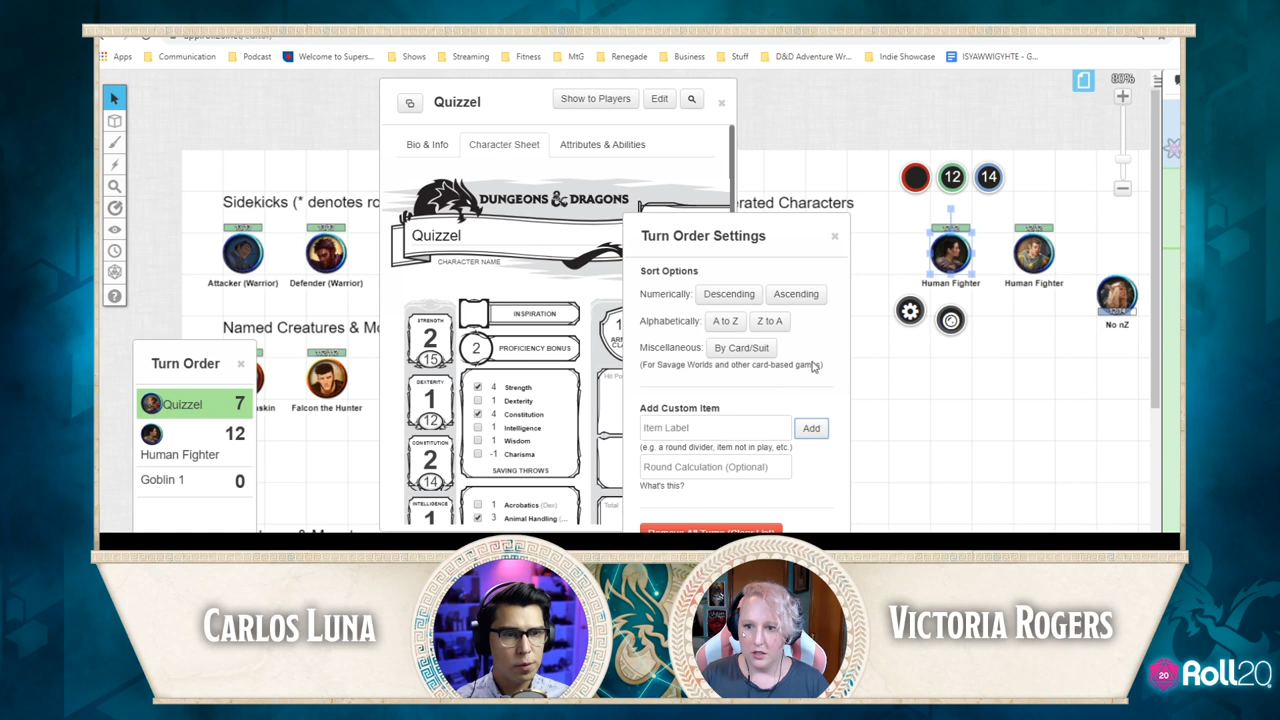 Apps Communication Podcast Welcome to Supers... Shows Streaming Fitness MtG Renegade Business Stuff D&D Adventure Wr... Indie Showcase ISYAWWIGYHTE - G...
80%
Quizzel Show to Players Edit
Bio & Info Character Sheet Attributes & Abilities
12 14
Sidekicks (* denotes ro
erated Characters
DUNGEONS & DRAGONS
Quizzel
CHARACTER NAME
Attacker (Warrior) Defender (Warrior)
Human Fighter Human Fighter
No nZ
Named Creatures & Mo
askin Falcon the Hunter
INSPIRATION
2 PROFICIENCY BONUS
STRENGTH
2
15
DEXTERITY
1
12
CONSTITUTION
2
14
INTELLIGENCE
1
4 Strength
1 Dexterity
4 Constitution
1 Intelligence
1 Wisdom
-1 Charisma
SAVING THROWS
1 Acrobatics (Dex)
3 Animal Handling (...
Hit Po
Total
Turn Order Settings
Sort Options
Numerically: Descending Ascending
Alphabetically: A to Z Z to A
Miscellaneous: By Card/Suit
(For Savage Worlds and other card-based games)
Add Custom Item
Item Label Add
(e.g. a round divider, item not in play, etc.)
Round Calculation (Optional)
What's this?
Turn Order
Quizzel 7
12
Human Fighter
Goblin 1 0
CARLOS LUNA
VICTORIA ROGERS
20 Roll20